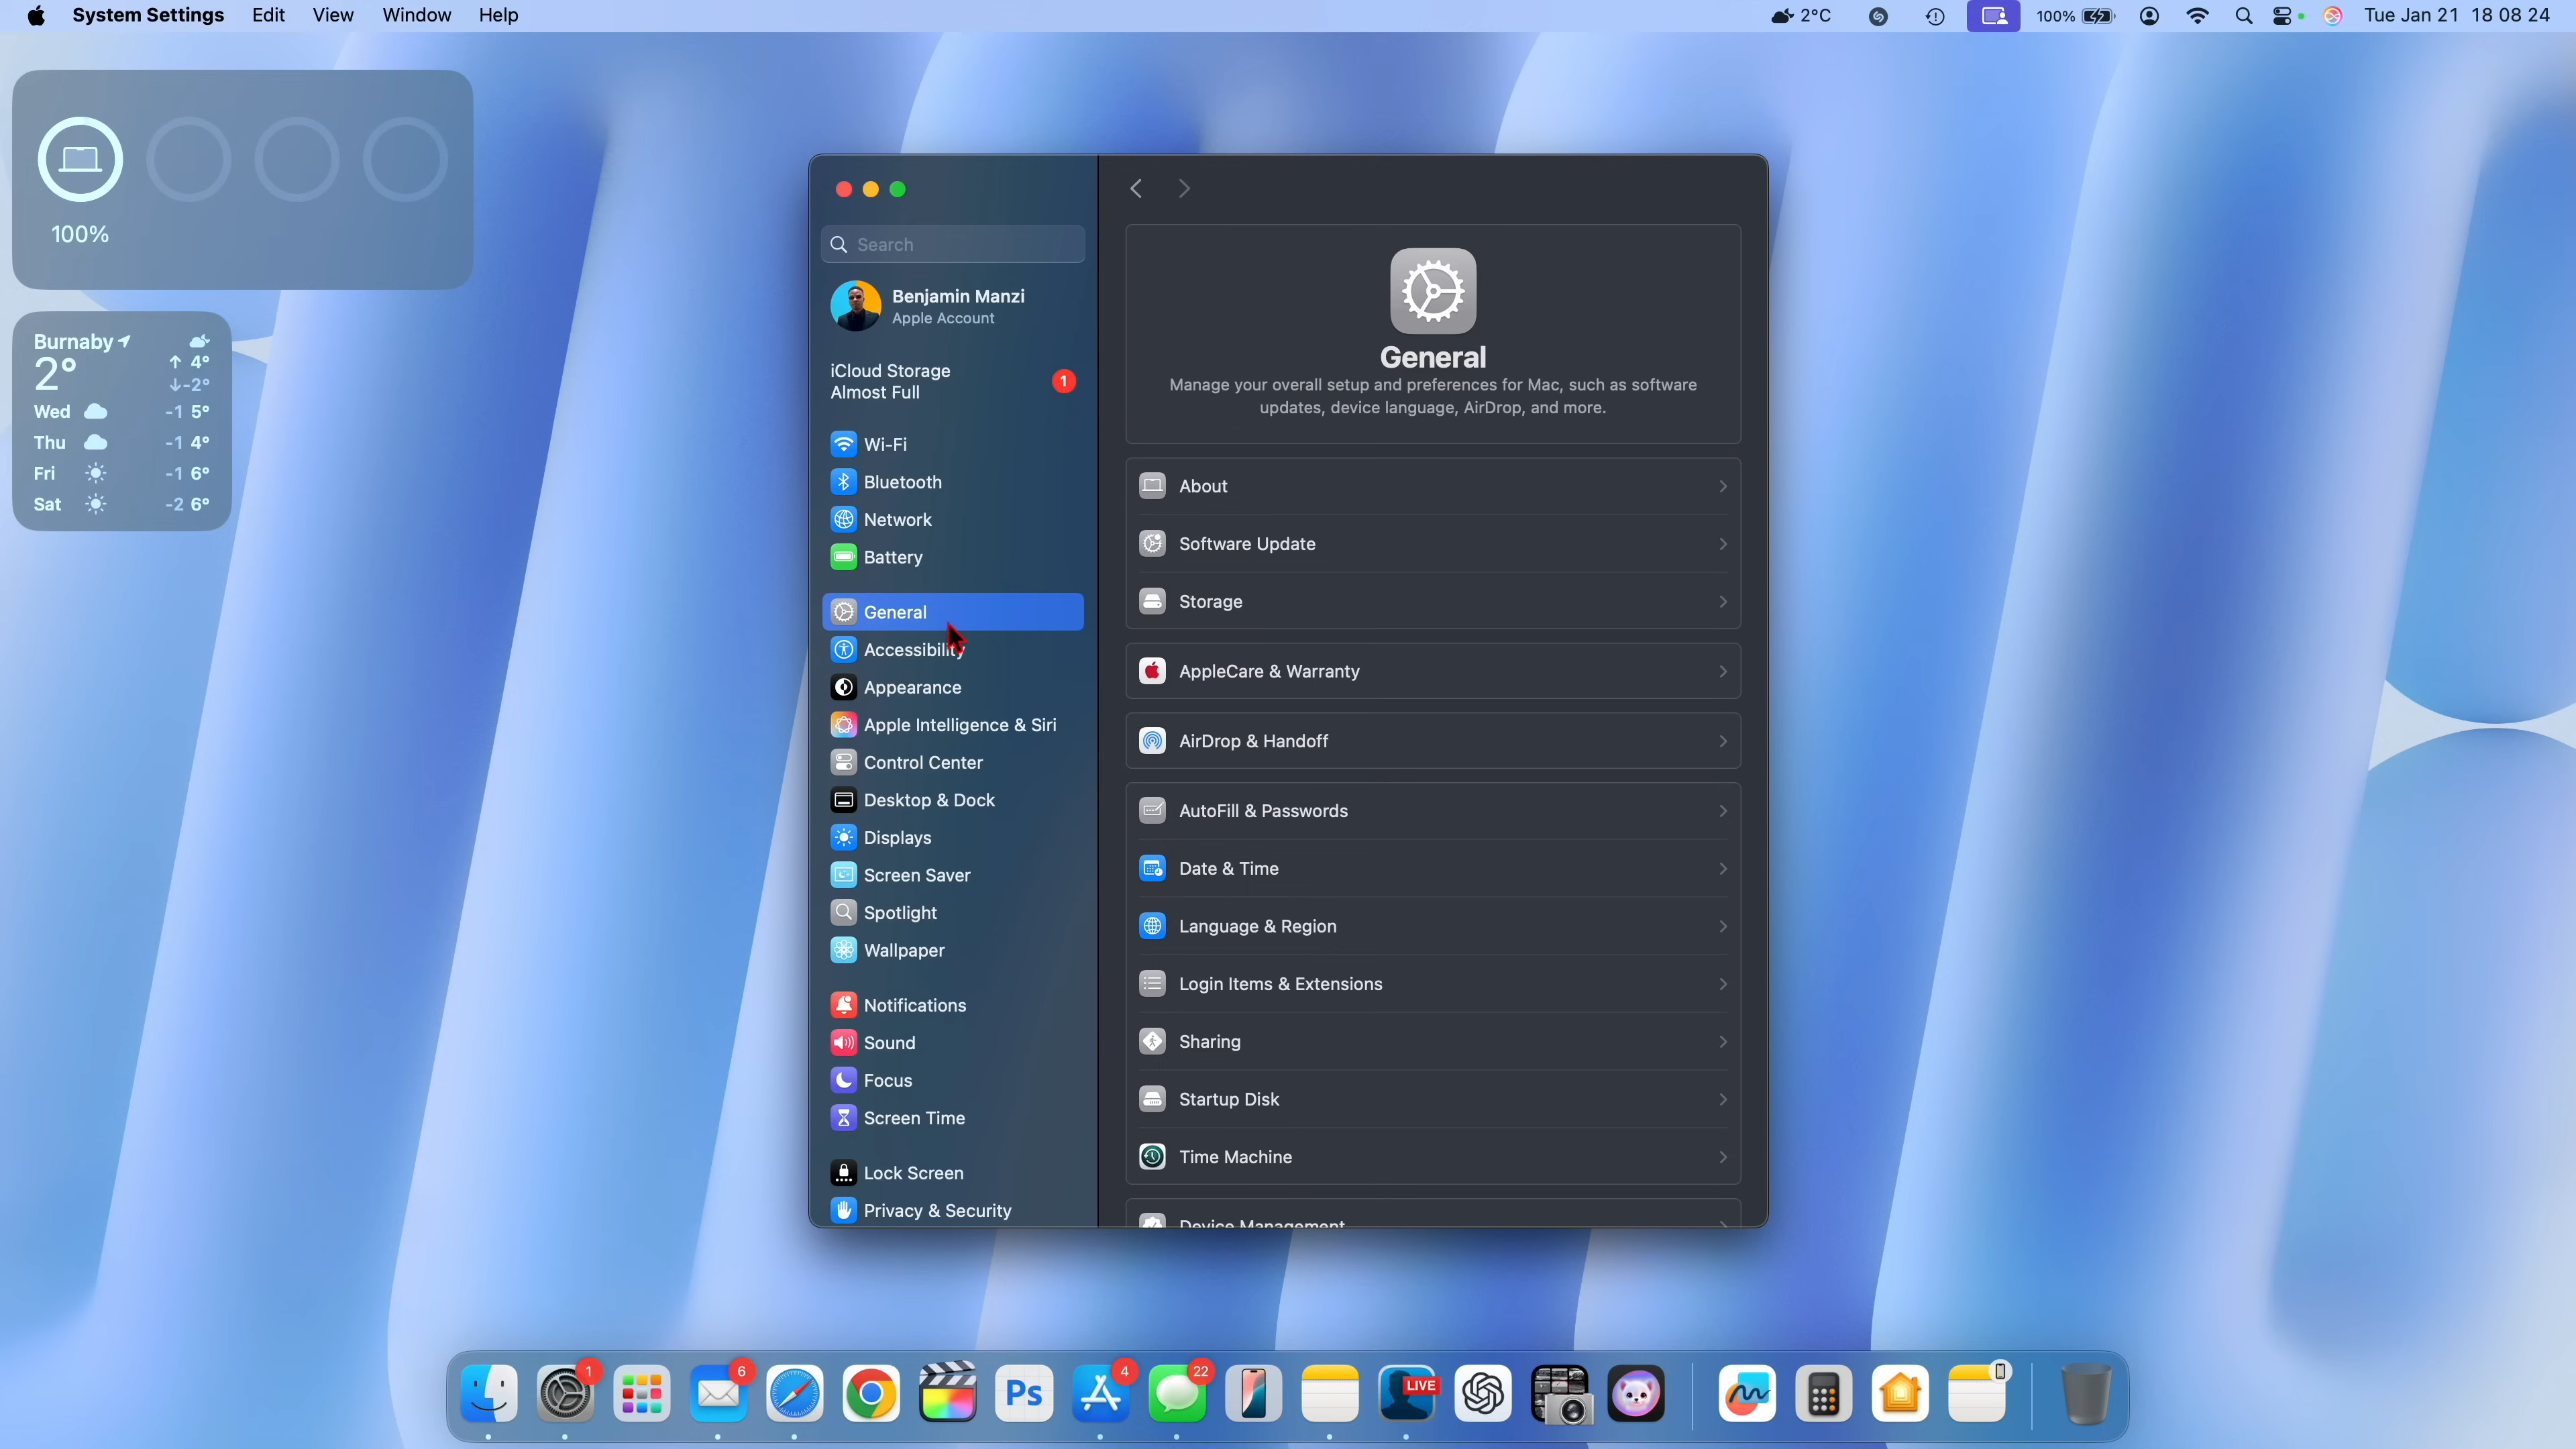 System Settings Edit View Window Help
2°C 100% Tue Jan 21 18 08 24
100%
Burnaby
2° ↑ 4°
↓-2°
Wed -1 5°
Thu -1 4°
Fri -1 6°
Sat -2 6°
Search
Benjamin Manzi
Apple Account
iCloud Storage
Almost Full
1
Wi-Fi
Bluetooth
Network
Battery
General
Accessibility
Appearance
Apple Intelligence & Siri
Control Center
Desktop & Dock
Displays
Screen Saver
Spotlight
Wallpaper
Notifications
Sound
Focus
Screen Time
Lock Screen
Privacy & Security
General
Manage your overall setup and preferences for Mac, such as software
updates, device language, AirDrop, and more.
About
Software Update
Storage
AppleCare & Warranty
AirDrop & Handoff
AutoFill & Passwords
Date & Time
Language & Region
Login Items & Extensions
Sharing
Startup Disk
Time Machine
Device Management
1 6 4 22
Ps LIVE